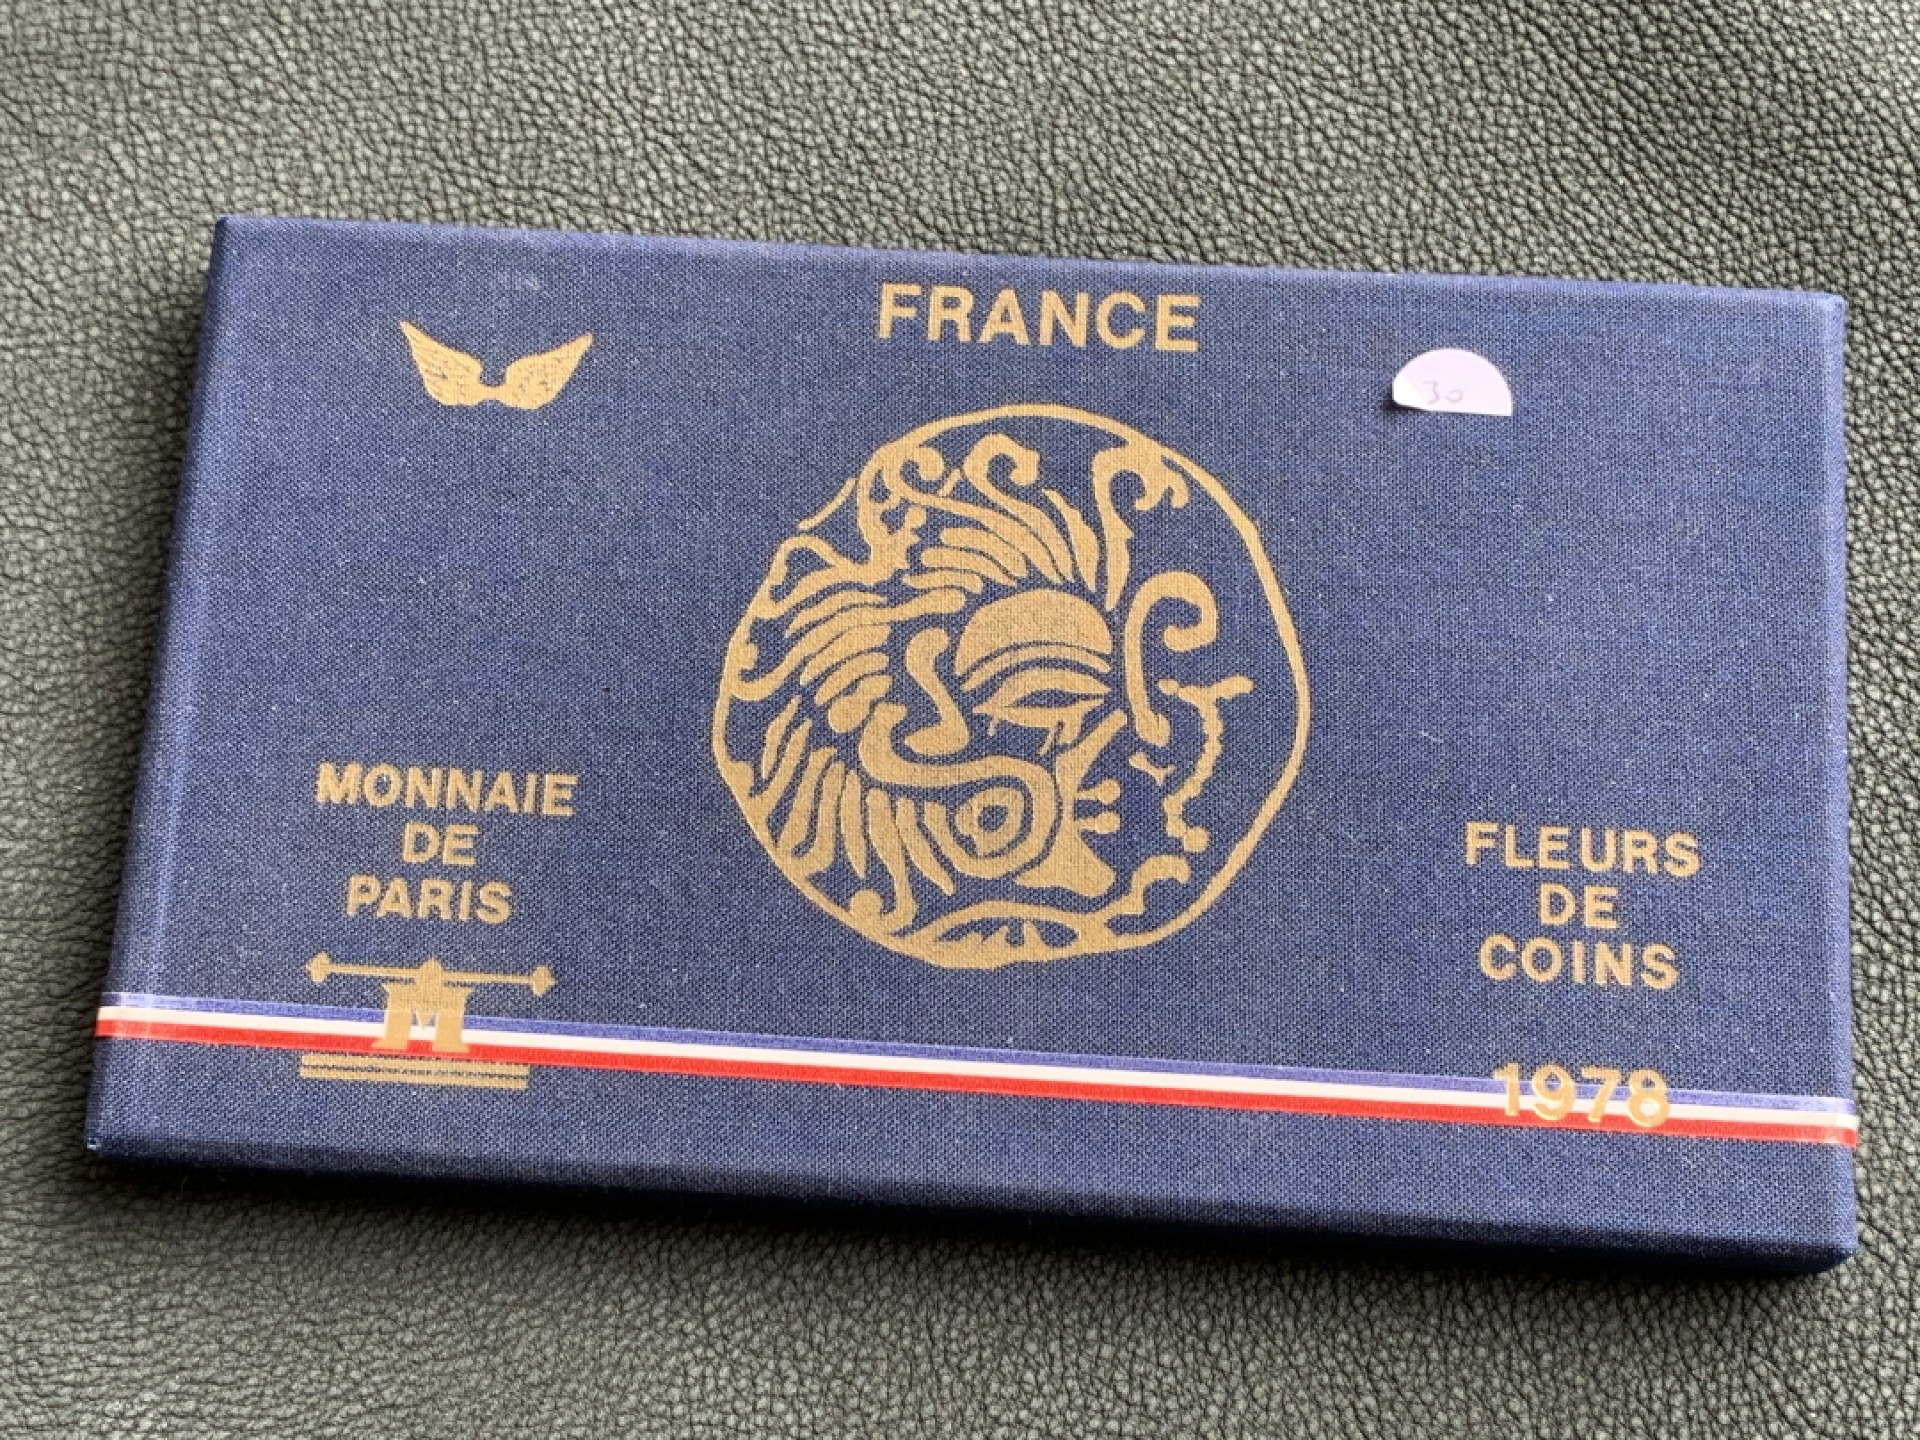 FRANCE
30
MONNAIE
DE
PARIS
FLEURS
DE
COINS
1978